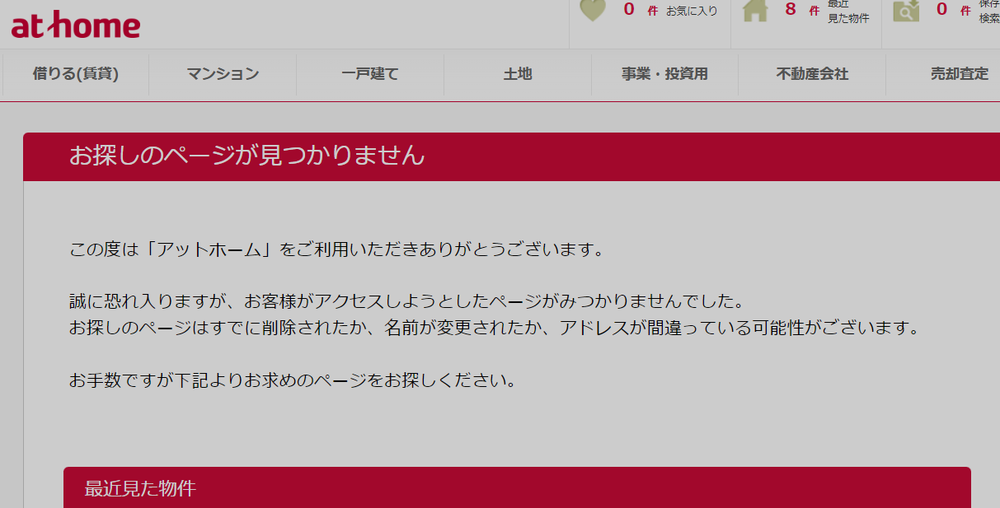 at home
0 件 お気に入り
8 件 最近
見た物件
0 件 保存
検索
借りる(賃貸) マンション 一戸建て 土地 事業・投資用 不動産会社 売却査定
お探しのページが見つかりません
この度は「アットホーム」をご利用いただきありがとうございます。
誠に恐れ入りますが、お客様がアクセスしようとしたページがみつかりませんでした。
お探しのページはすでに削除されたか、名前が変更されたか、アドレスが間違っている可能性がございます。
お手数ですが下記よりお求めのページをお探しください。
最近見た物件